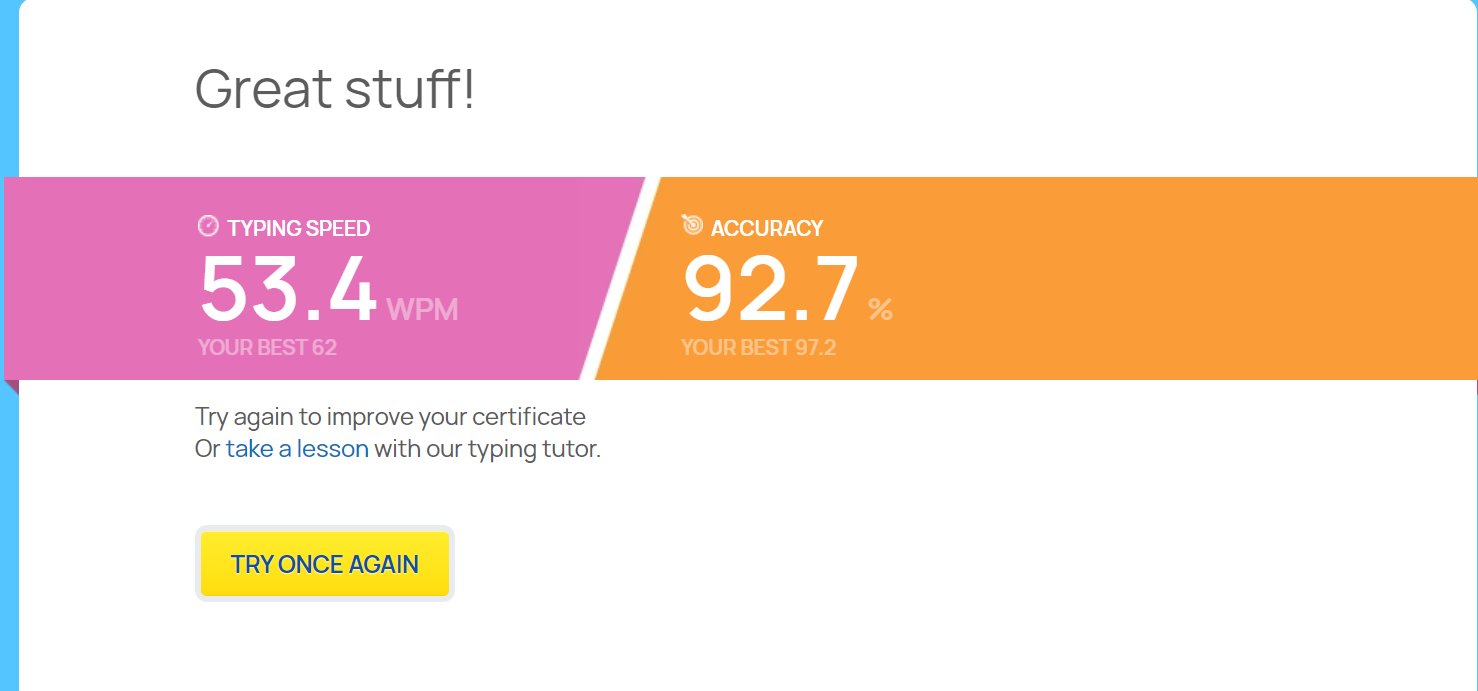 Great stuff!
TYPING SPEED
53.4 WPM
YOUR BEST 62
ACCURACY
92.7 %
YOUR BEST 97.2
Try again to improve your certificate
Or take a lesson with our typing tutor.
TRY ONCE AGAIN